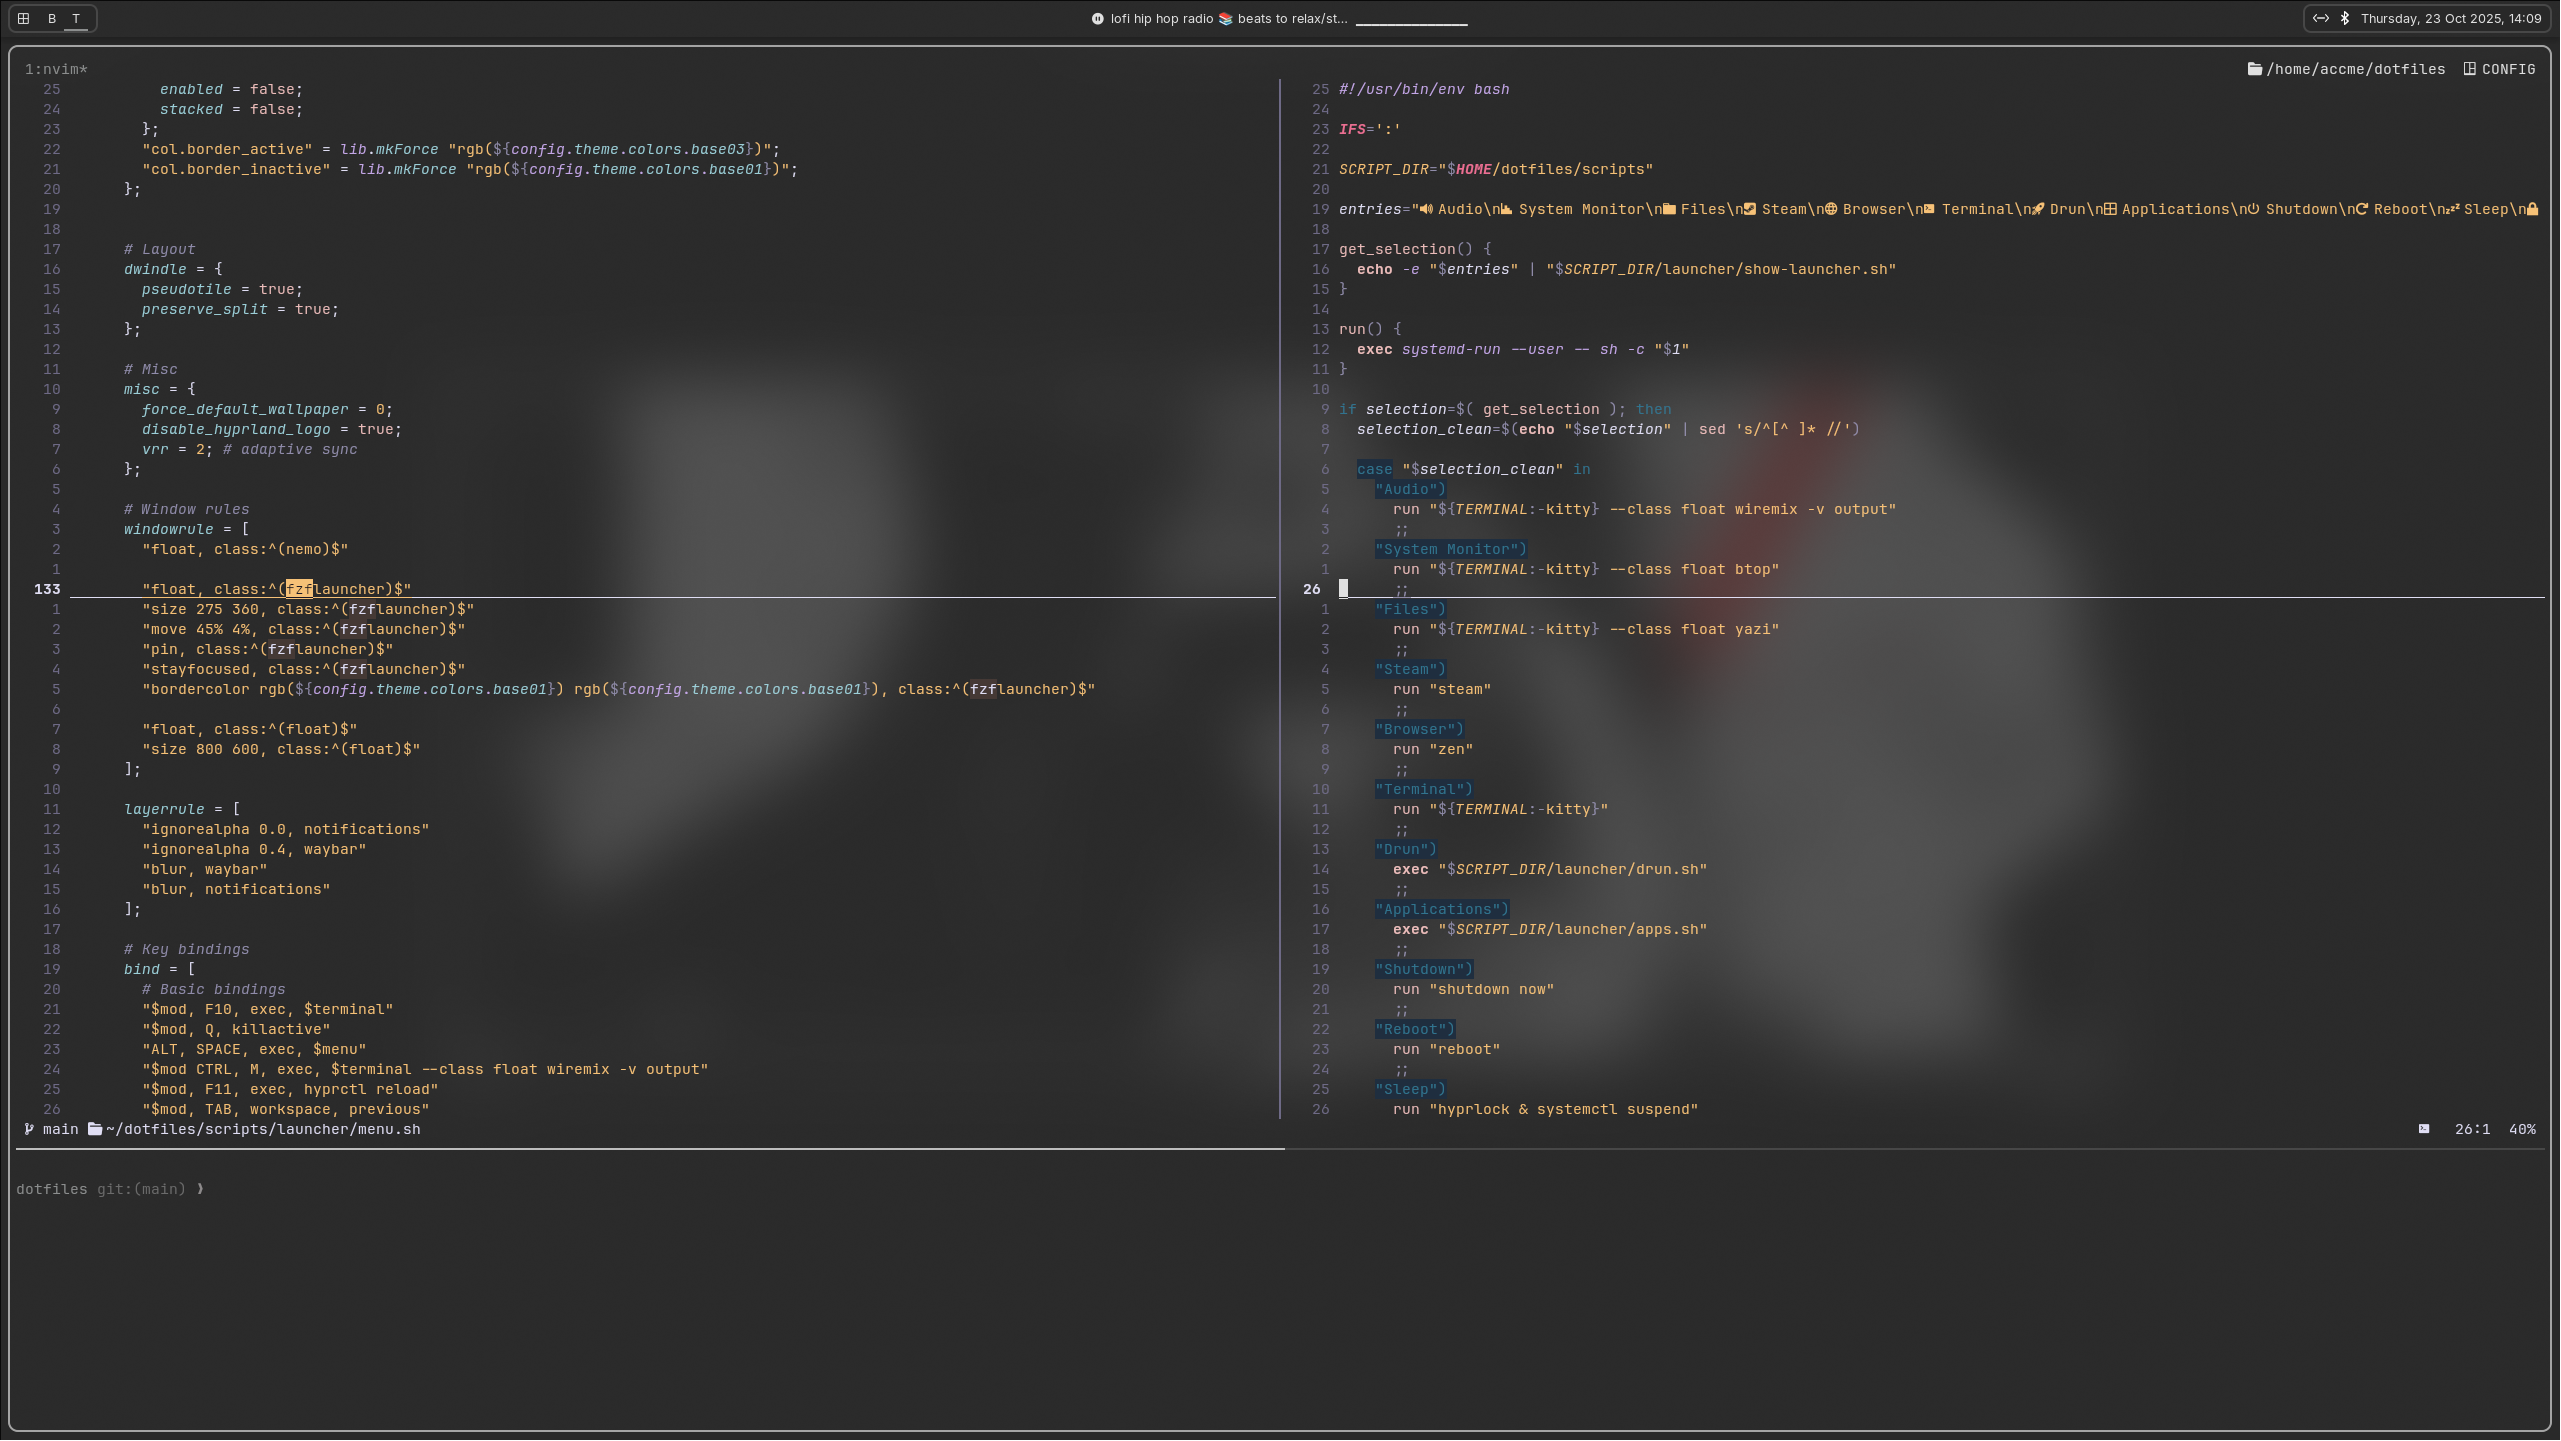 B T
lofi hip hop radio 📚 beats to relax/st...
Thursday, 23 Oct 2025, 14:09
1:nvim*
/home/accme/dotfiles CONFIG
25 enabled = false;
24 stacked = false;
23 };
22 "col.border_active" = lib.mkForce "rgb(${config.theme.colors.base03})";
21 "col.border_inactive" = lib.mkForce "rgb(${config.theme.colors.base01})";
20 };
19
18
17 # Layout
16 dwindle = {
15 pseudotile = true;
14 preserve_split = true;
13 };
12
11 # Misc
10 misc = {
9 force_default_wallpaper = 0;
8 disable_hyprland_logo = true;
7 vrr = 2; # adaptive sync
6 };
5
4 # Window rules
3 windowrule = [
2 "float, class:^(nemo)$"
1
133 "float, class:^(fzflauncher)$"
1 "size 275 360, class:^(fzflauncher)$"
2 "move 45% 4%, class:^(fzflauncher)$"
3 "pin, class:^(fzflauncher)$"
4 "stayfocused, class:^(fzflauncher)$"
5 "bordercolor rgb(${config.theme.colors.base01}) rgb(${config.theme.colors.base01}), class:^(fzflauncher)$"
6
7 "float, class:^(float)$"
8 "size 800 600, class:^(float)$"
9 ];
10
11 layerrule = [
12 "ignorealpha 0.0, notifications"
13 "ignorealpha 0.4, waybar"
14 "blur, waybar"
15 "blur, notifications"
16 ];
17
18 # Key bindings
19 bind = [
20 # Basic bindings
21 "$mod, F10, exec, $terminal"
22 "$mod, Q, killactive"
23 "ALT, SPACE, exec, $menu"
24 "$mod CTRL, M, exec, $terminal --class float wiremix -v output"
25 "$mod, F11, exec, hyprctl reload"
26 "$mod, TAB, workspace, previous"
25 #!/usr/bin/env bash
24
23 IFS=':'
22
21 SCRIPT_DIR="$HOME/dotfiles/scripts"
20
19 entries=" Audio\n System Monitor\n Files\n Steam\n Browser\n Terminal\n Drun\n Applications\n Shutdown\n Reboot\n Sleep\n
18
17 get_selection() {
16 echo -e "$entries" | "$SCRIPT_DIR/launcher/show-launcher.sh"
15 }
14
13 run() {
12 exec systemd-run --user -- sh -c "$1"
11 }
10
9 if selection=$( get_selection ); then
8 selection_clean=$(echo "$selection" | sed 's/^[^ ]* //')
7
6 case "$selection_clean" in
5 "Audio")
4 run "${TERMINAL:-kitty} --class float wiremix -v output"
3 ;;
2 "System Monitor")
1 run "${TERMINAL:-kitty} --class float btop"
26 ;;
1 "Files")
2 run "${TERMINAL:-kitty} --class float yazi"
3 ;;
4 "Steam")
5 run "steam"
6 ;;
7 "Browser")
8 run "zen"
9 ;;
10 "Terminal")
11 run "${TERMINAL:-kitty}"
12 ;;
13 "Drun")
14 exec "$SCRIPT_DIR/launcher/drun.sh"
15 ;;
16 "Applications")
17 exec "$SCRIPT_DIR/launcher/apps.sh"
18 ;;
19 "Shutdown")
20 run "shutdown now"
21 ;;
22 "Reboot")
23 run "reboot"
24 ;;
25 "Sleep")
26 run "hyprlock & systemctl suspend"
main ~/dotfiles/scripts/launcher/menu.sh
26:1 40%
dotfiles git:(main) ❯